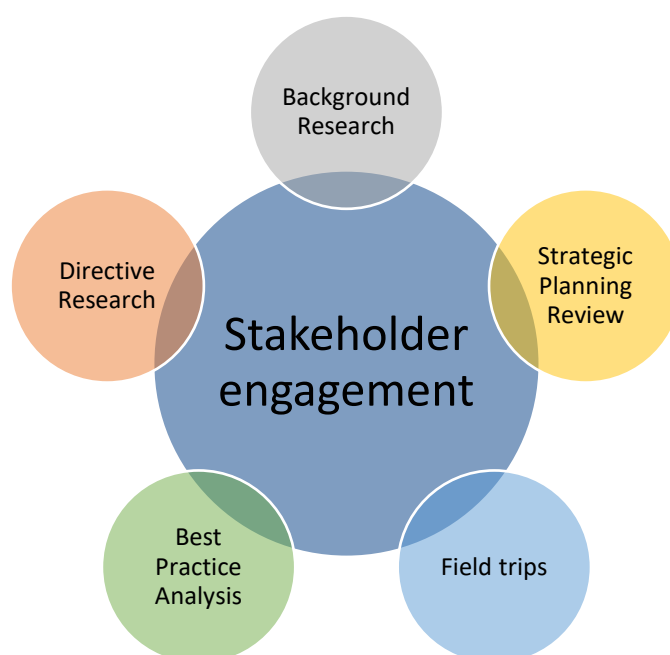 Background
Research
Directive
Research
Strategic
Planning
Review
Stakeholder
engagement
Best
Practice
Analysis
Field trips